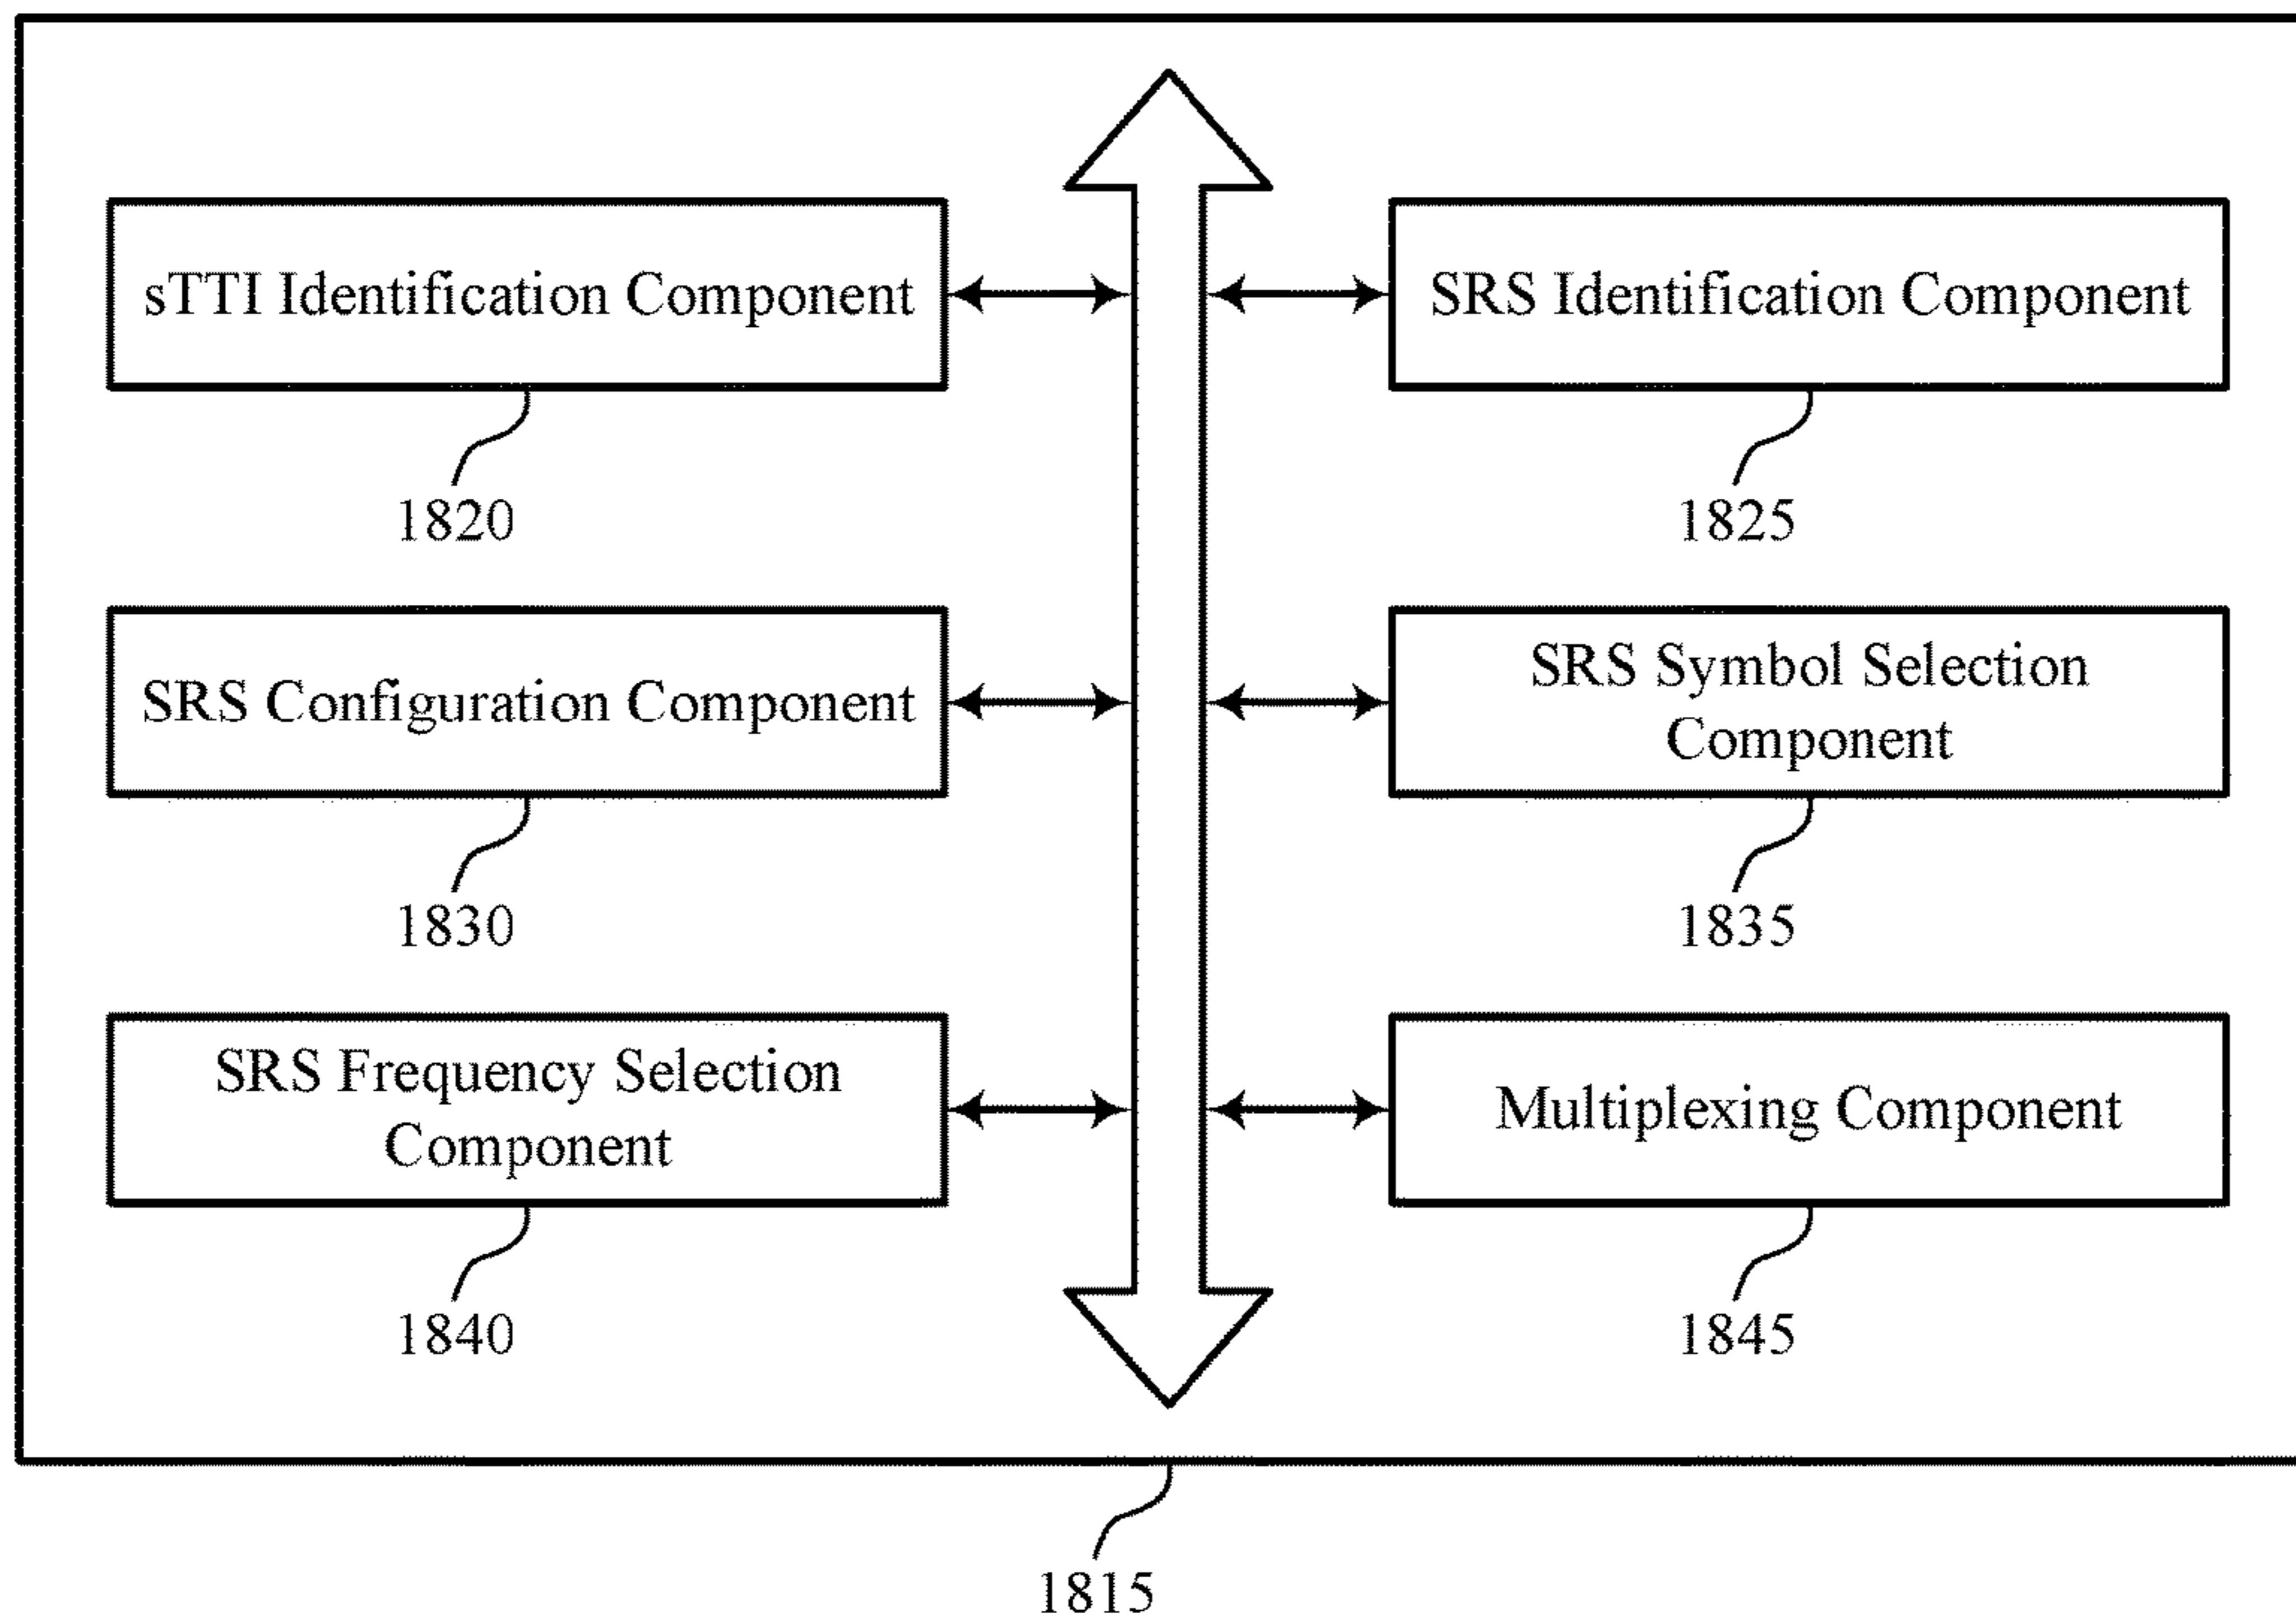 sTTI Identification Component
SRS Identification Component
1820
1825
SRS Configuration Component
SRS Symbol Selection
Component
1830
1835
SRS Frequency Selection
Component
Multiplexing Component
1840
1845
1815